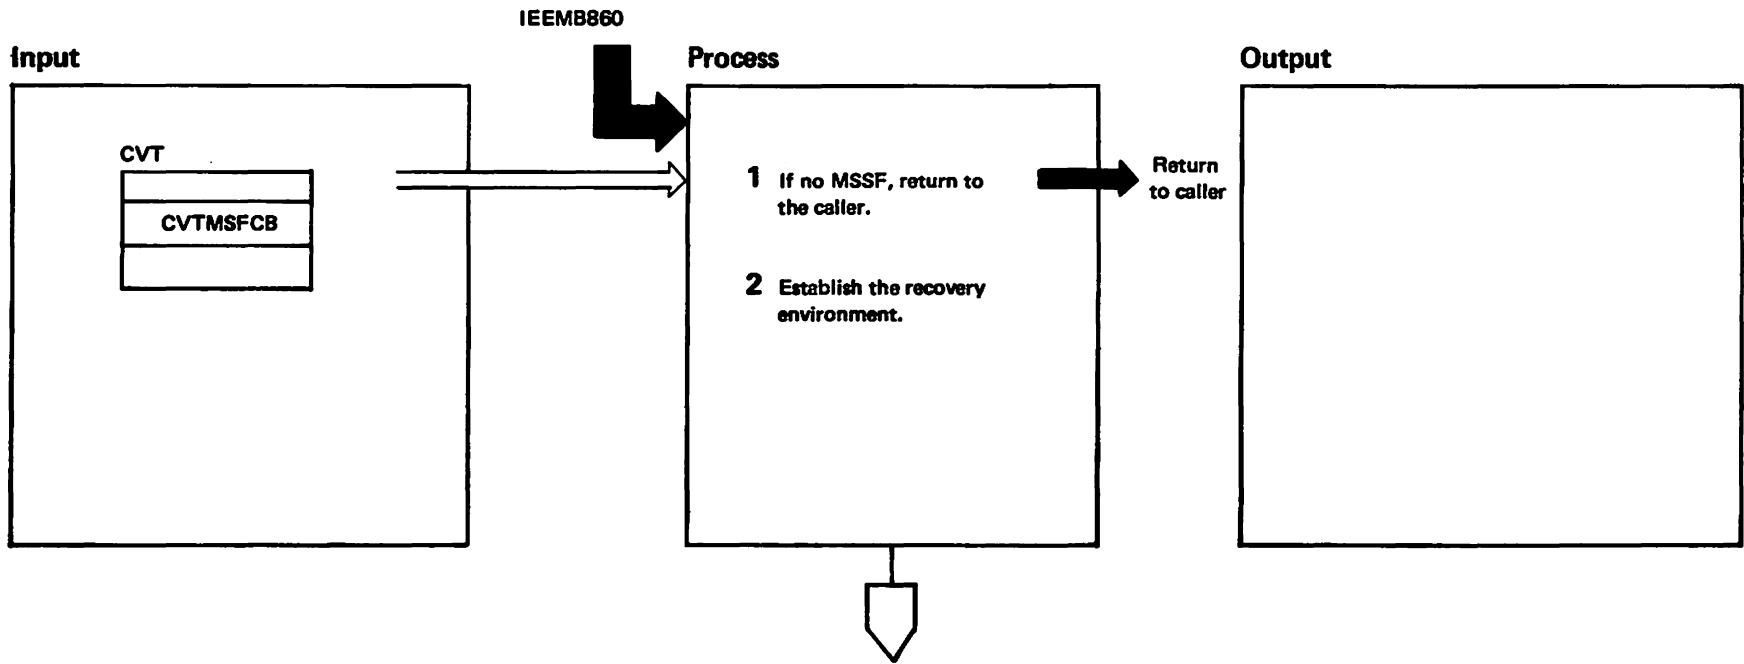 IEEMB860
Input
Process
Output
CVT
CVTMSFCB
1 If no MSSF, return to
the caller.
Return
to caller
2 Establish the recovery
environment.